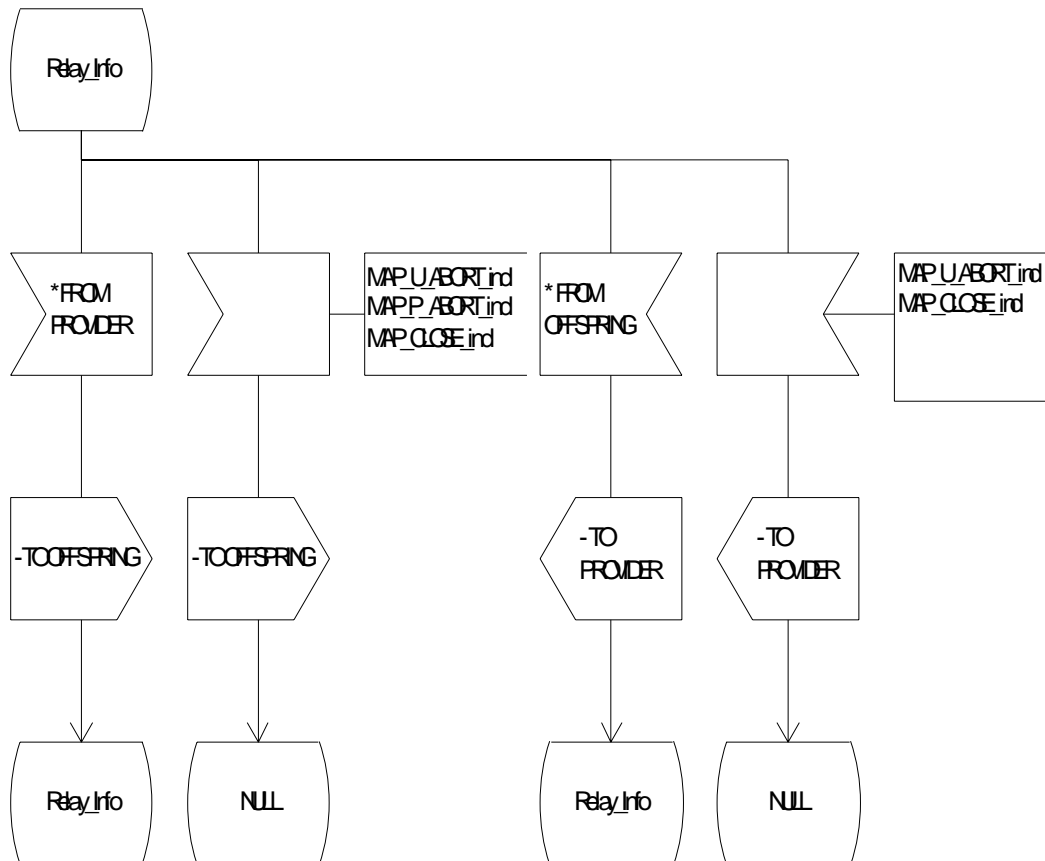 Relay_Info
*FROM
PROVIDER
MAP_U_ABORT_ind
MAP_P_ABORT_ind
MAP_CLOSE_ind
* FROM
OFFSPRING
MAP_U_ABORT_ind
MAP_CLOSE_ind
-TO OFFSPRING
-TO OFFSPRING
- TO
PROVIDER
- TO
PROVIDER
Relay_Info
NULL
Relay_Info
NULL